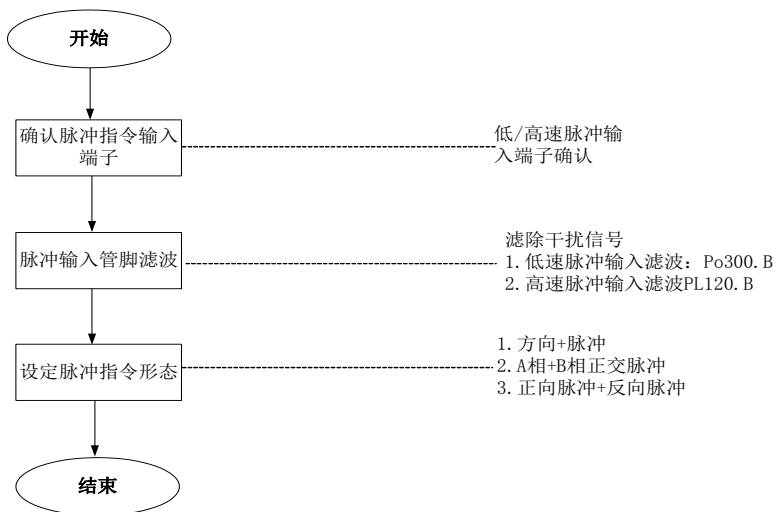 开始
确认脉冲指令输入
端子
低/高速脉冲输
入端子确认
脉冲输入管脚滤波
滤除干扰信号
1.低速脉冲输入滤波：Po300.B
2.高速脉冲输入滤波PL120.B
设定脉冲指令形态
1.方向+脉冲
2.A相+B相正交脉冲
3.正向脉冲+反向脉冲
结束